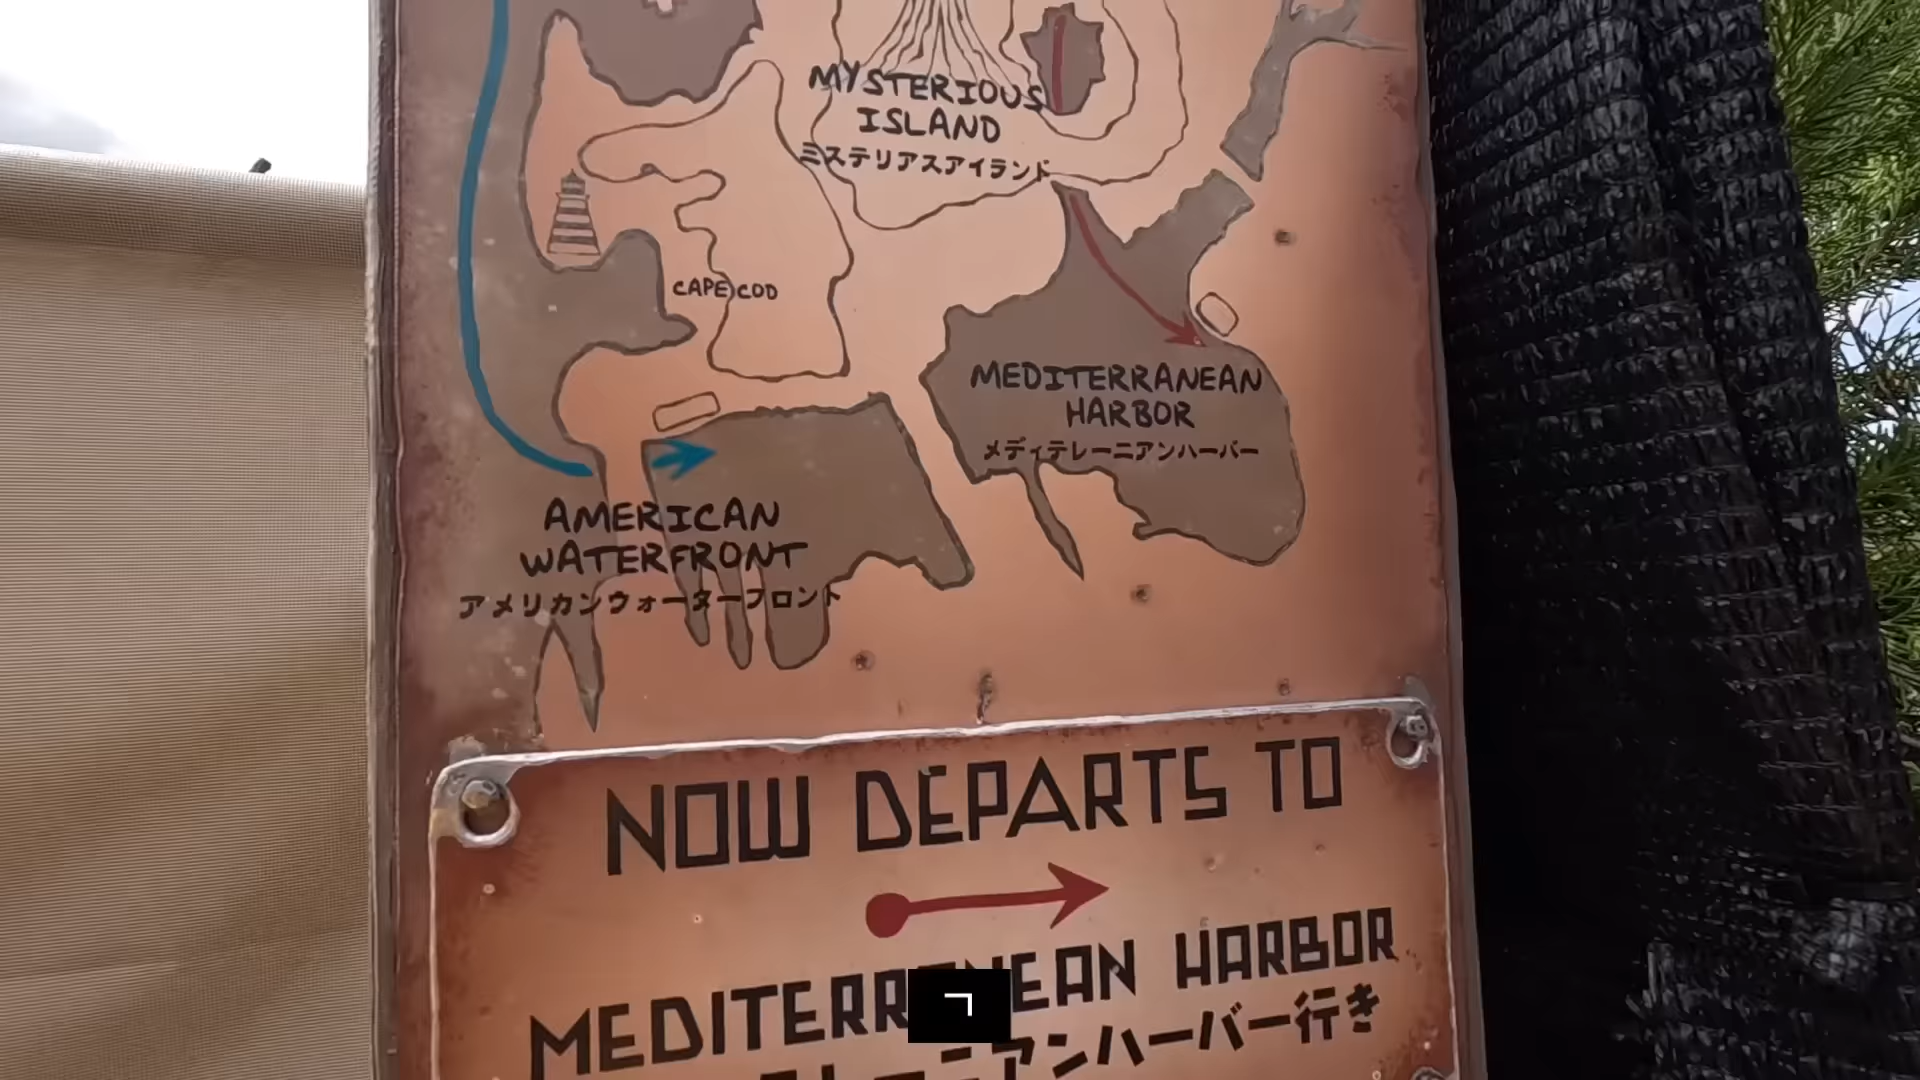 MYSTERIOUS
ISLAND
ミステリアスアイランド
CAPE COD
MEDITERRANEAN
HARBOR
メディテレーニアンハーバー
AMERICAN
WATERFRONT
アメリカンウォーターフロント
NOW DEPARTS TO
HARBOR
ニアンハーバー行き